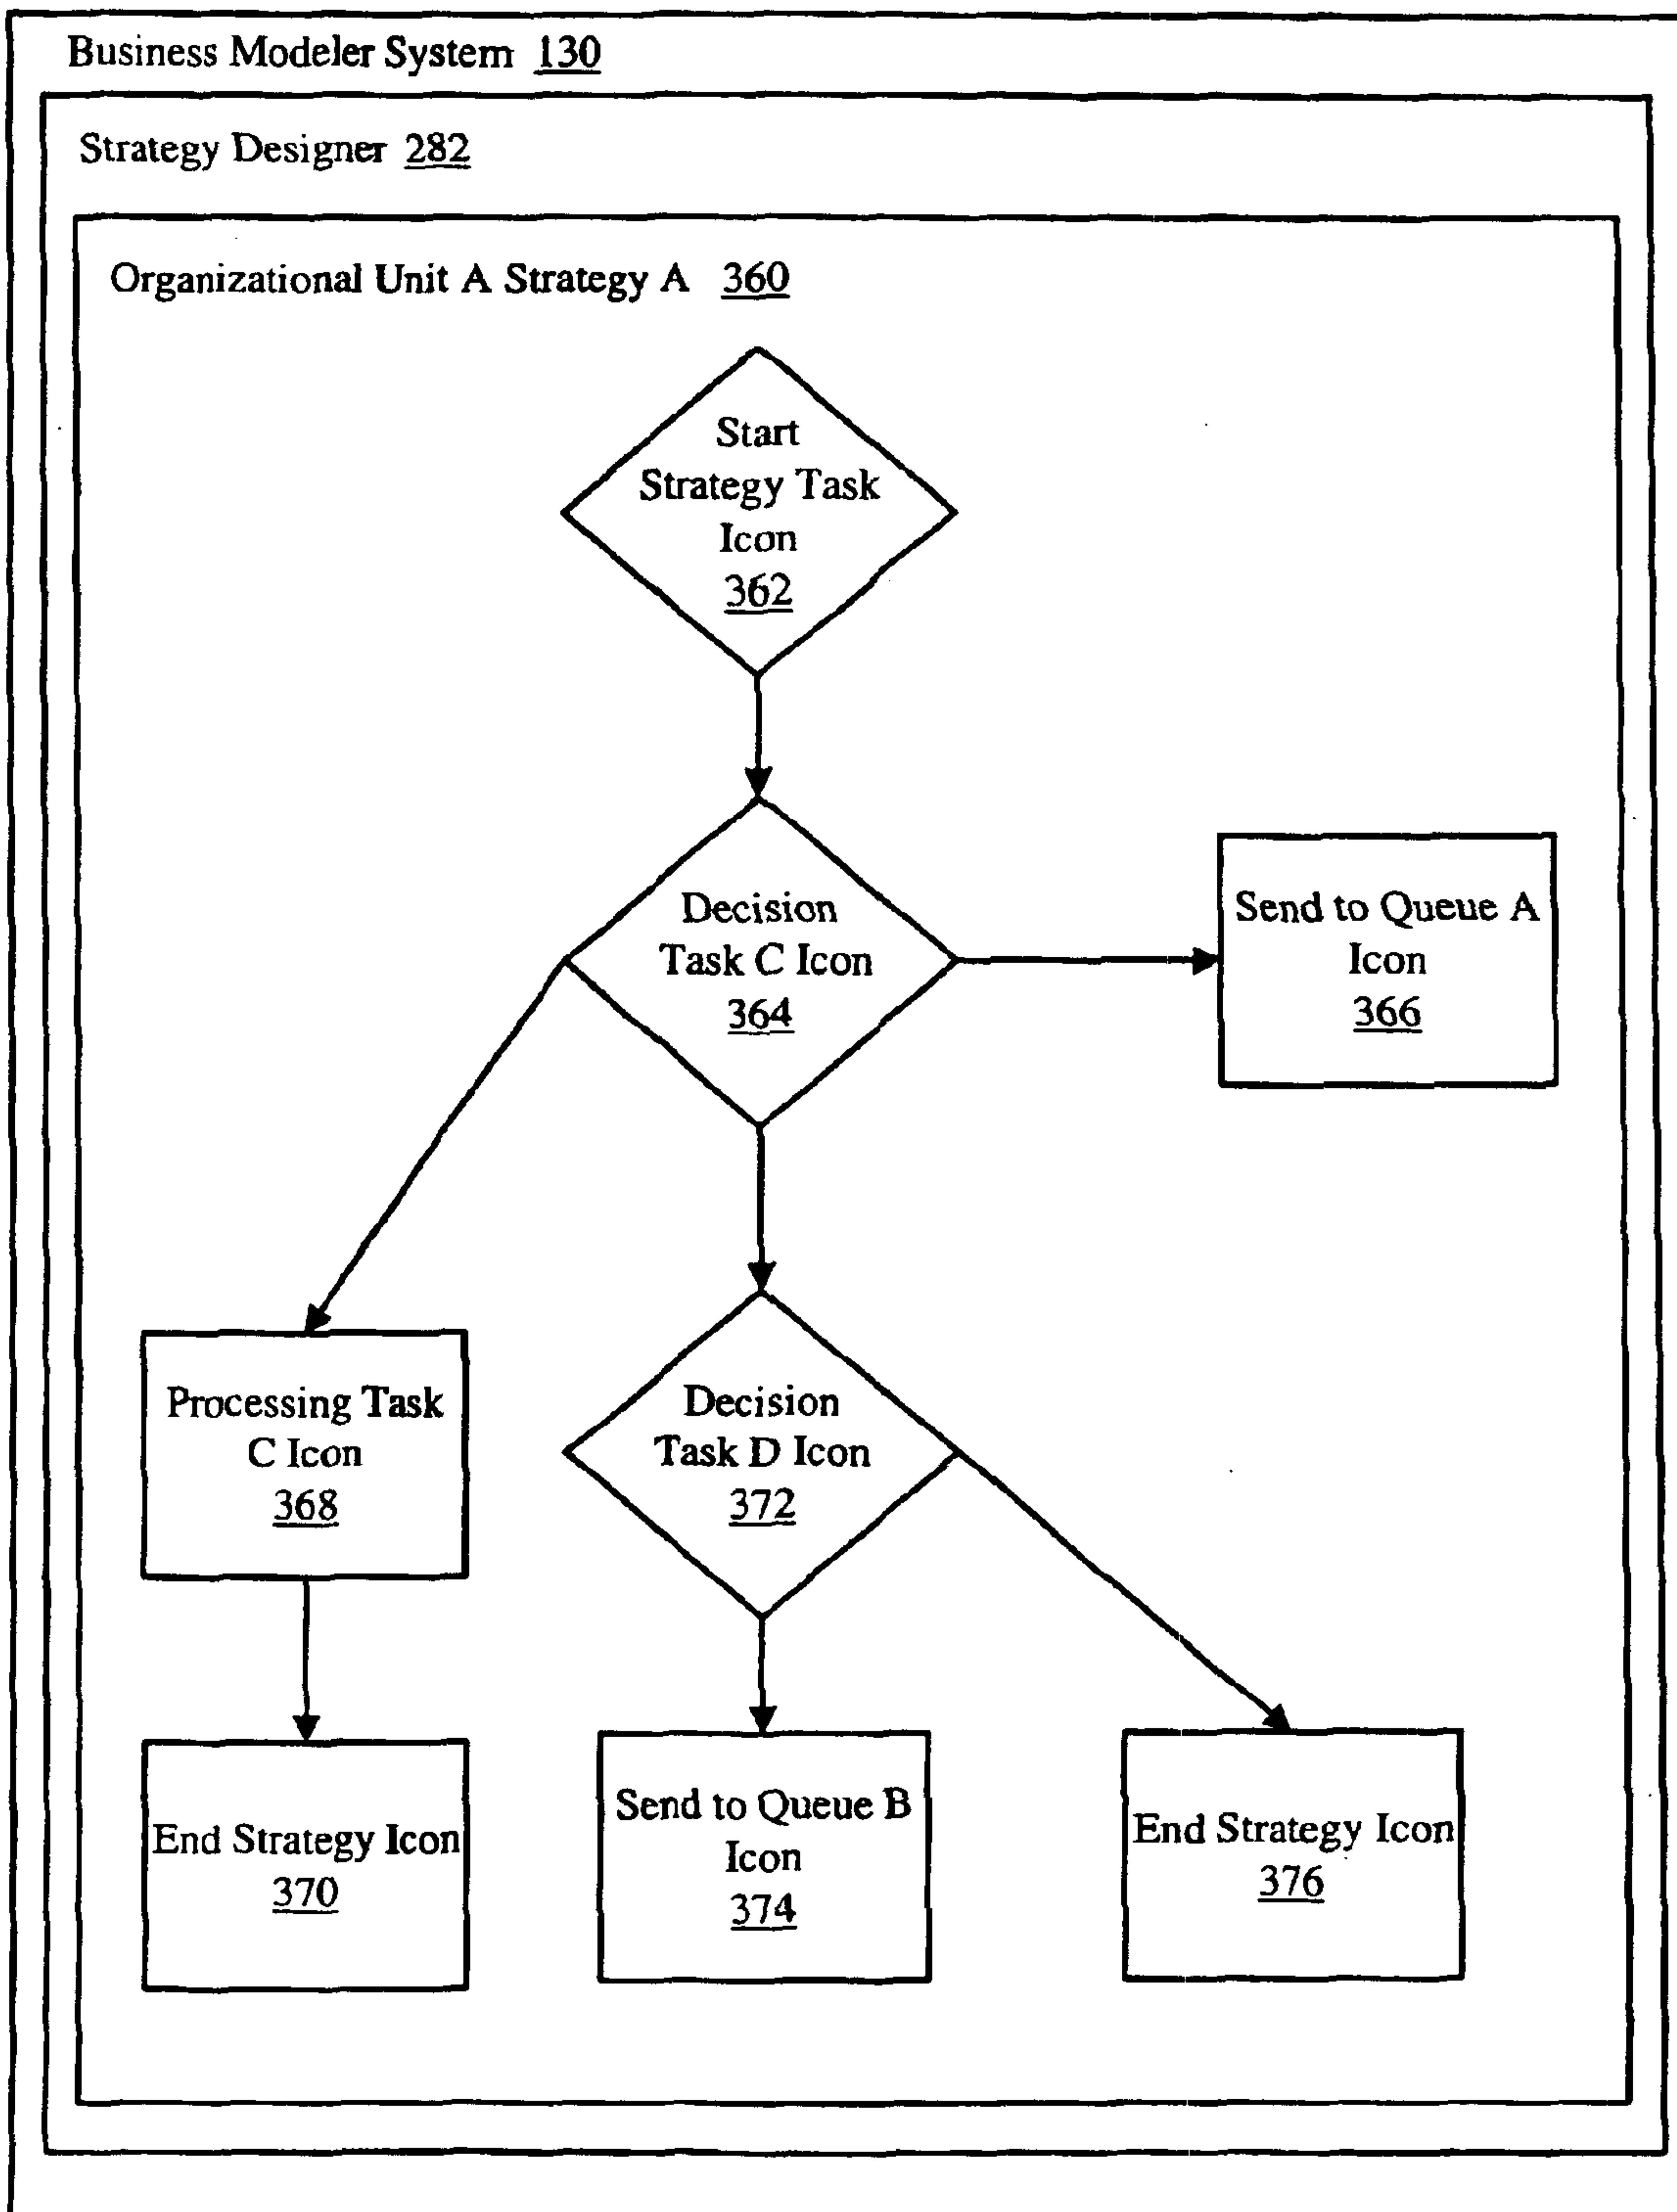 Business Modeler System 130
Strategy Designer 282
Organizational Unit A Strategy A 360
Start
Strategy Task
Icon
362
Decision
Task C Icon
364
Send to Queue A
Icon
366
Processing Task
C Icon
368
Decision
Task D Icon
372
End Strategy Icon
370
Send to Queue B
Icon
374
End Strategy Icon
376